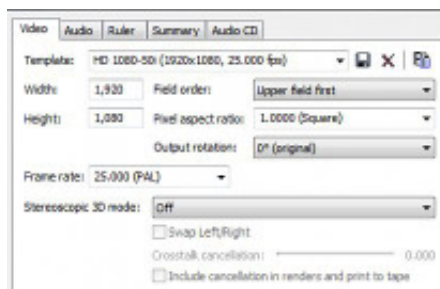 Video Audio Ruler Summary Audio CD
Template: HD 1080-50i (1920x1080, 25.000 fps)
Width: 1,920 Field order: Upper field first
Height: 1,080 Pixel aspect ratio: 1.0000 (Square)
Output rotation: 0° (original)
Frame rate: 25.000 (PAL)
Stereoscopic 3D mode: Off
Swap Left/Right
Crosstalk cancellation: 0.000
Include cancellation in renders and print to tape